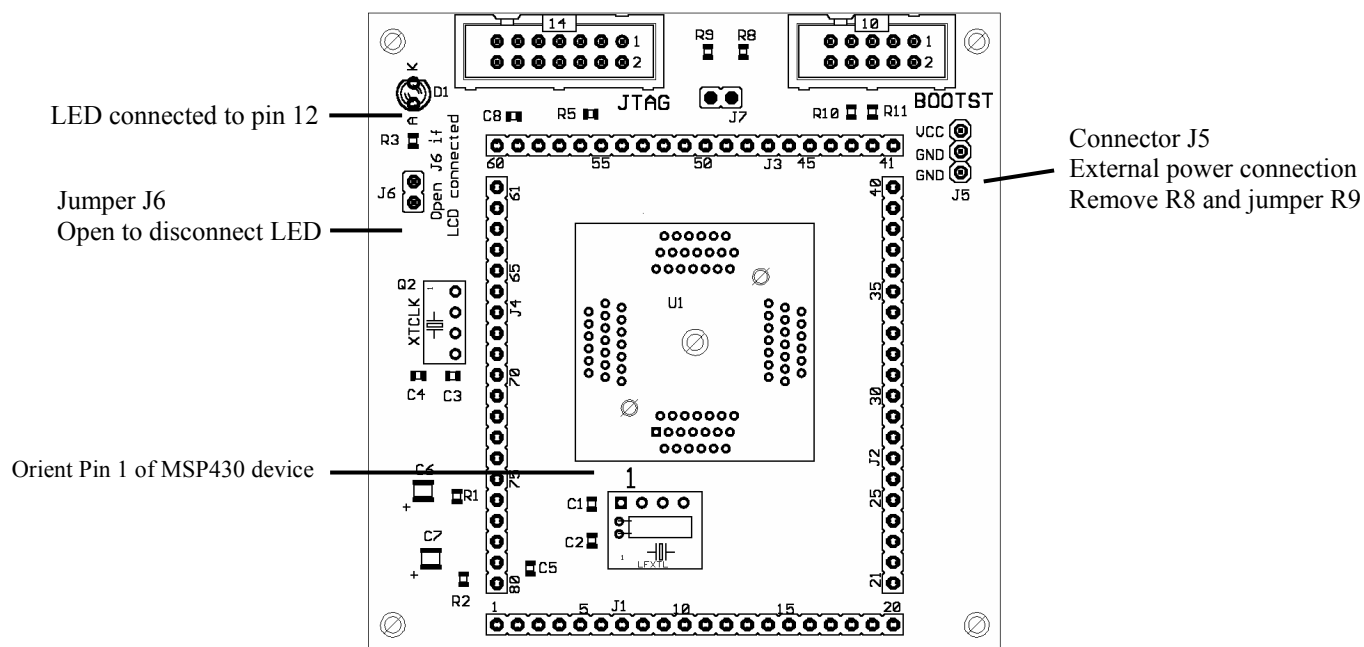 14
10
1
2
1
2
R9
R8
K
D1
A
LED connected to pin 12
JTAG
J7
BOOTST
C8
R5
R10
R11
R3
VCC
GND
GND
J5
Connector J5
External power connection
Remove R8 and jumper R9
60
55
50
J3
45
41
J6
Open J6 if
LCD connected
Jumper J6
Open to disconnect LED
61
40
65
35
Q2
1
XTCLK
J4
U1
C4
C3
70
30
Orient Pin 1 of MSP430 device
1
C6
+
R1
75
J2
25
C1
C2
1
LFXTL
C7
+
R2
C5
80
21
1
5
J1
10
15
20